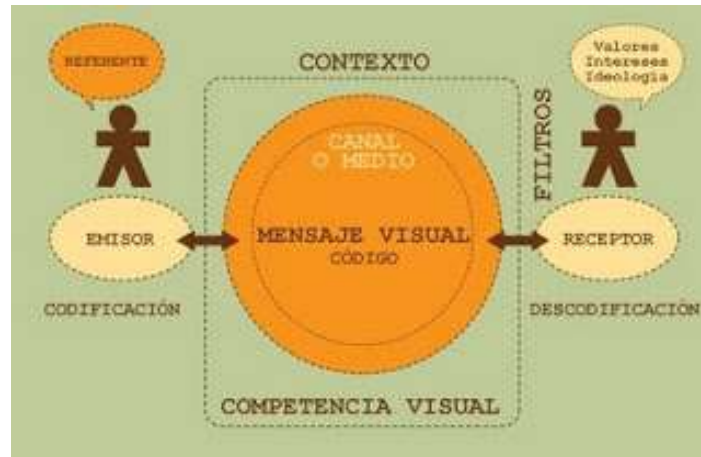 REFERENTE
CONTEXTO
Valores
Intereses
Ideología
FILTROS
CANAL
O MEDIO
EMISOR
MENSAJE VISUAL
CÓDIGO
RECEPTOR
CODIFICACIÓN
DESCODIFICACIÓN
COMPETENCIA VISUAL